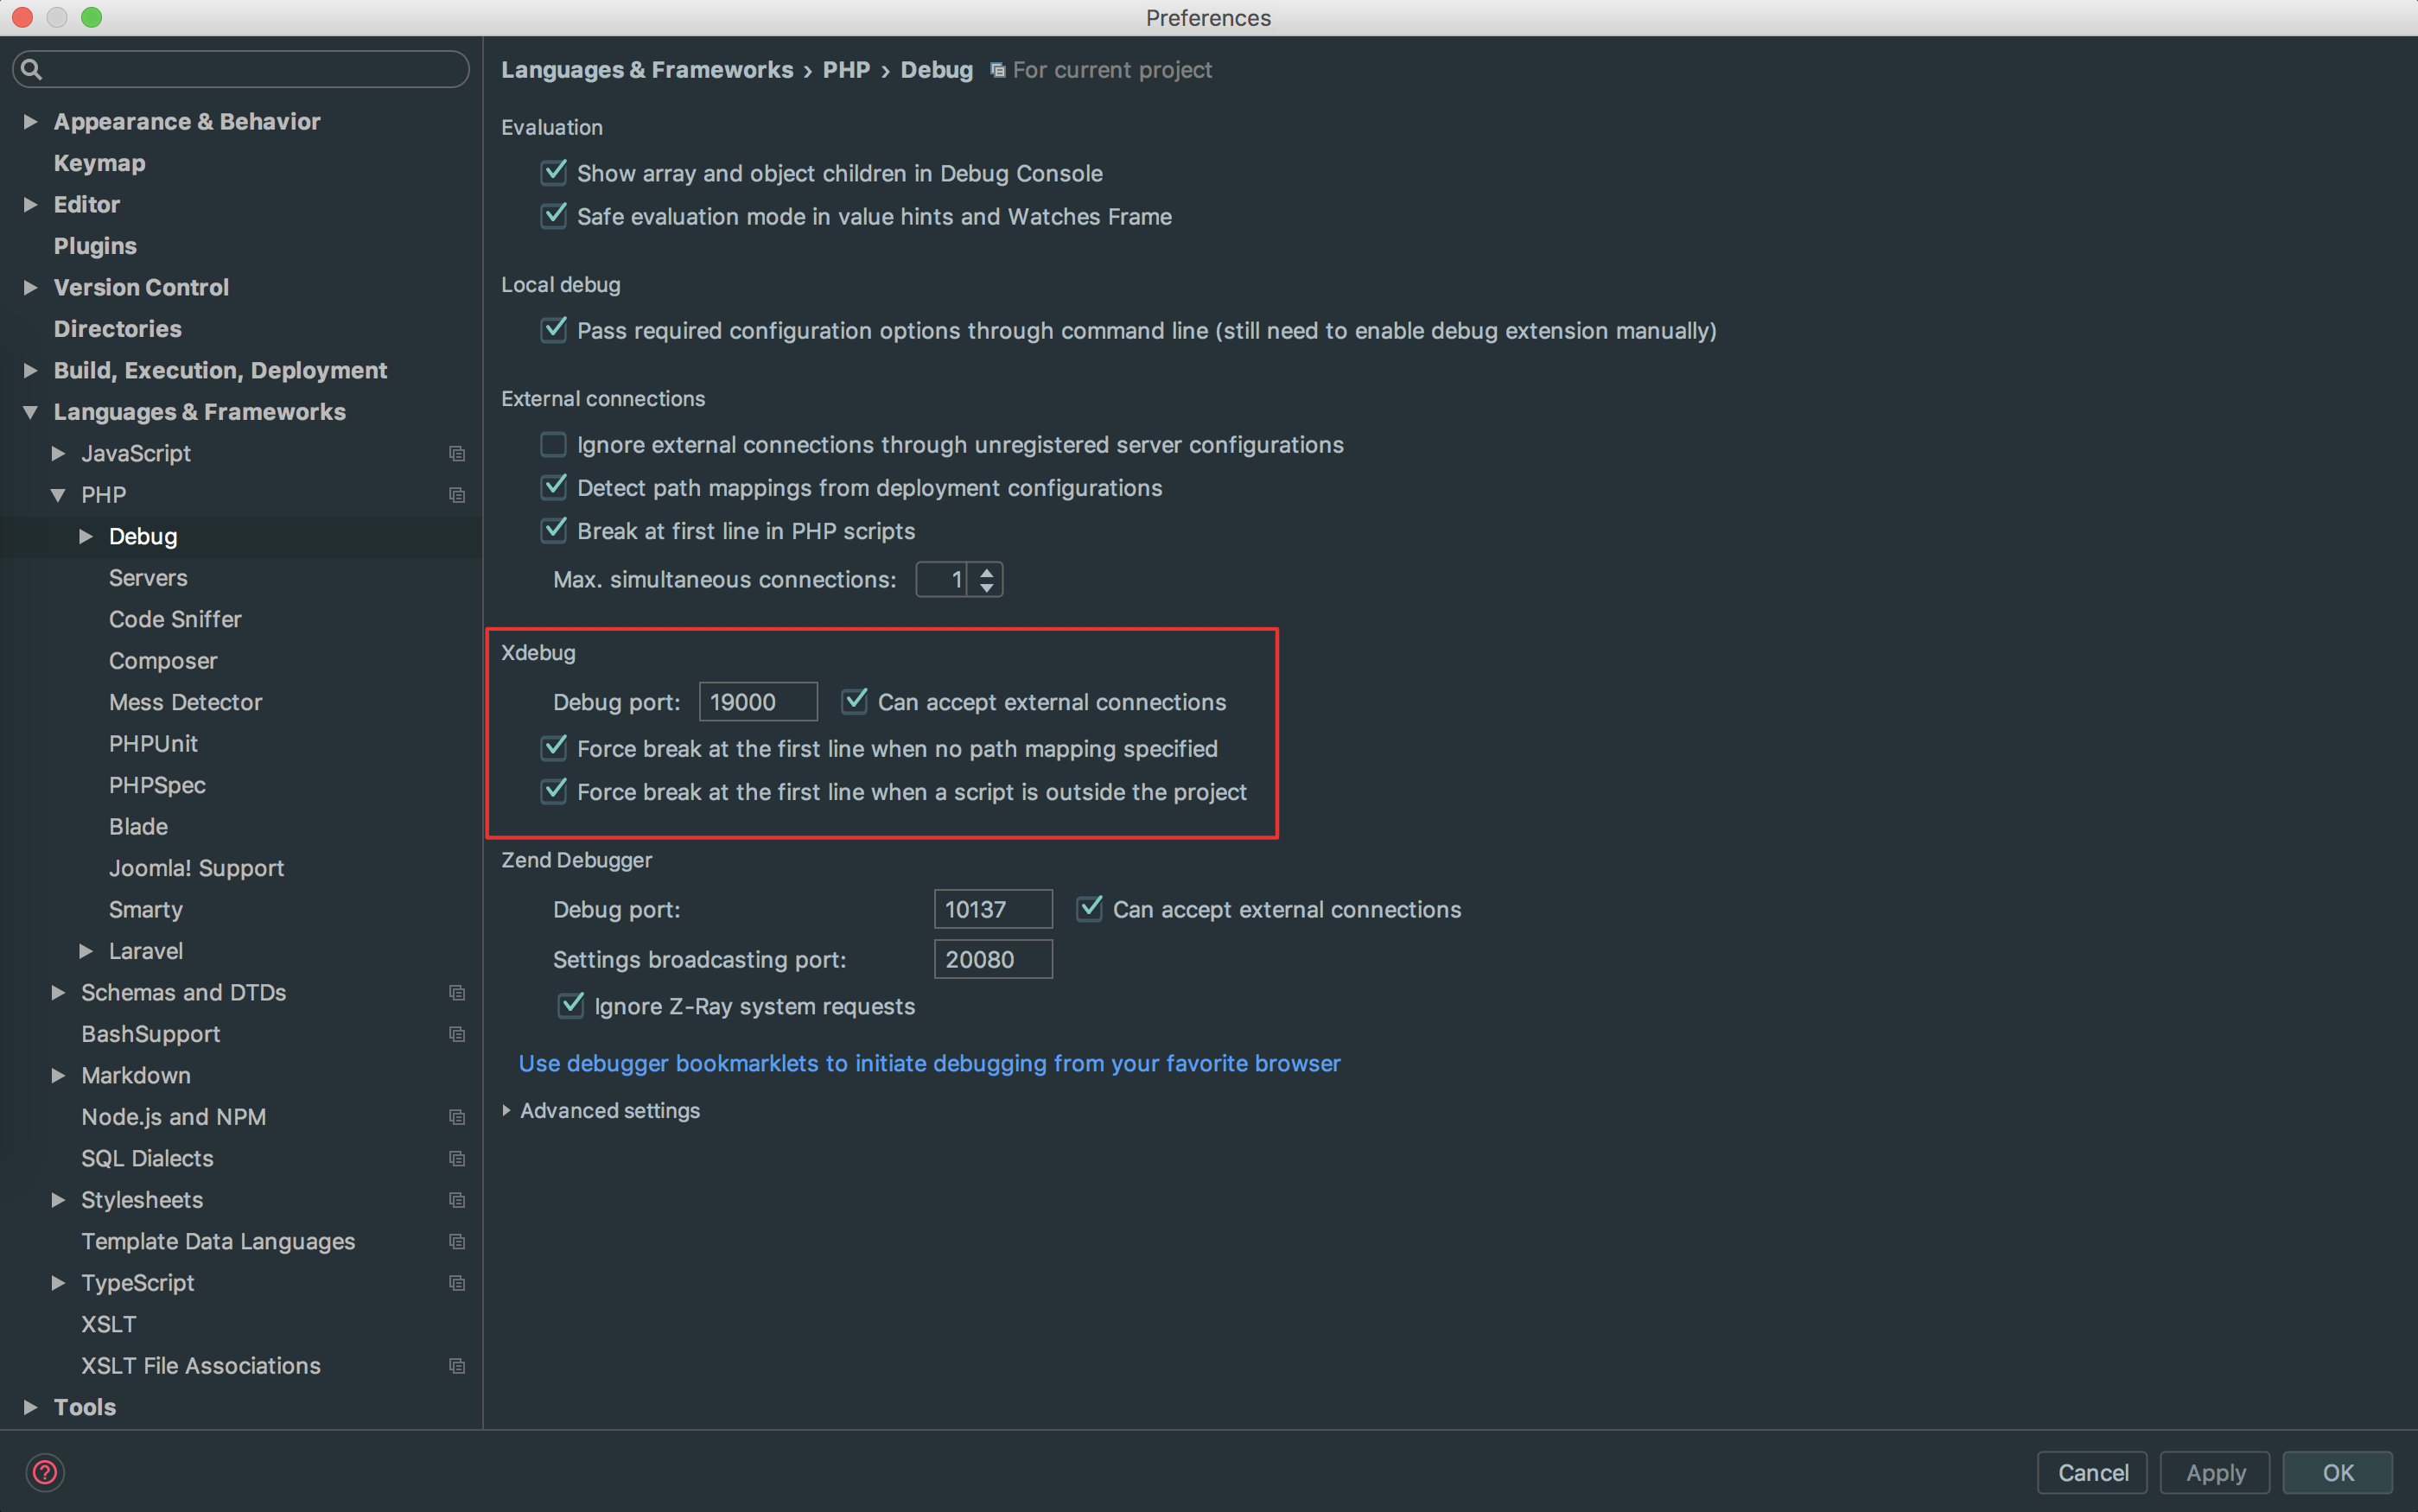 Preferences
Appearance & Behavior
Keymap
Editor
Plugins
Version Control
Directories
Build, Execution, Deployment
Languages & Frameworks
JavaScript
PHP
Debug
Servers
Code Sniffer
Composer
Mess Detector
PHPUnit
PHPSpec
Blade
Joomla! Support
Smarty
Laravel
Schemas and DTDs
BashSupport
Markdown
Node.js and NPM
SQL Dialects
Stylesheets
Template Data Languages
TypeScript
XSLT
XSLT File Associations
Tools
Languages & Frameworks › PHP › Debug For current project
Evaluation
Show array and object children in Debug Console
Safe evaluation mode in value hints and Watches Frame
Local debug
Pass required configuration options through command line (still need to enable debug extension manually)
External connections
Ignore external connections through unregistered server configurations
Detect path mappings from deployment configurations
Break at first line in PHP scripts
Max. simultaneous connections: 1
Xdebug
Debug port: 19000 Can accept external connections
Force break at the first line when no path mapping specified
Force break at the first line when a script is outside the project
Zend Debugger
Debug port: 10137 Can accept external connections
Settings broadcasting port: 20080
Ignore Z-Ray system requests
Use debugger bookmarklets to initiate debugging from your favorite browser
Advanced settings
?
Cancel Apply OK